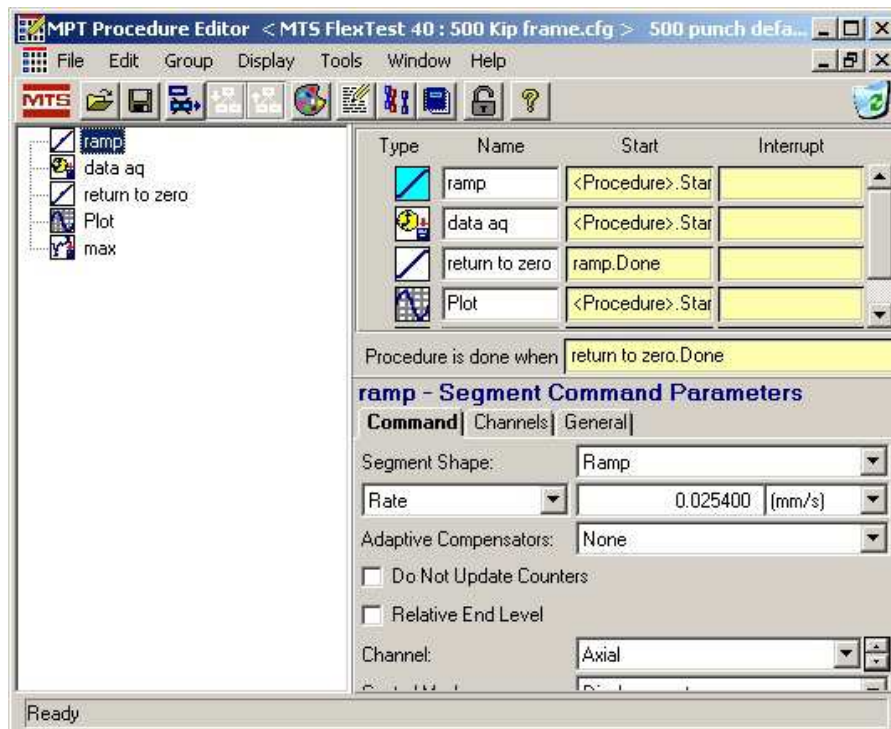 MPT Procedure Editor < MTS FlexTest 40 : 500 Kip frame.cfg > 500 punch defa...
File Edit Group Display Tools Window Help
MTS
ramp
data aq
return to zero
Plot
max
Type Name Start Interrupt
ramp <Procedure>.Star
data aq <Procedure>.Star
return to zero ramp.Done
Plot <Procedure>.Star
Procedure is done when return to zero.Done
ramp - Segment Command Parameters
Command Channels General
Segment Shape: Ramp
Rate 0.025400 (mm/s)
Adaptive Compensators: None
Do Not Update Counters
Relative End Level
Channel: Axial
Ready